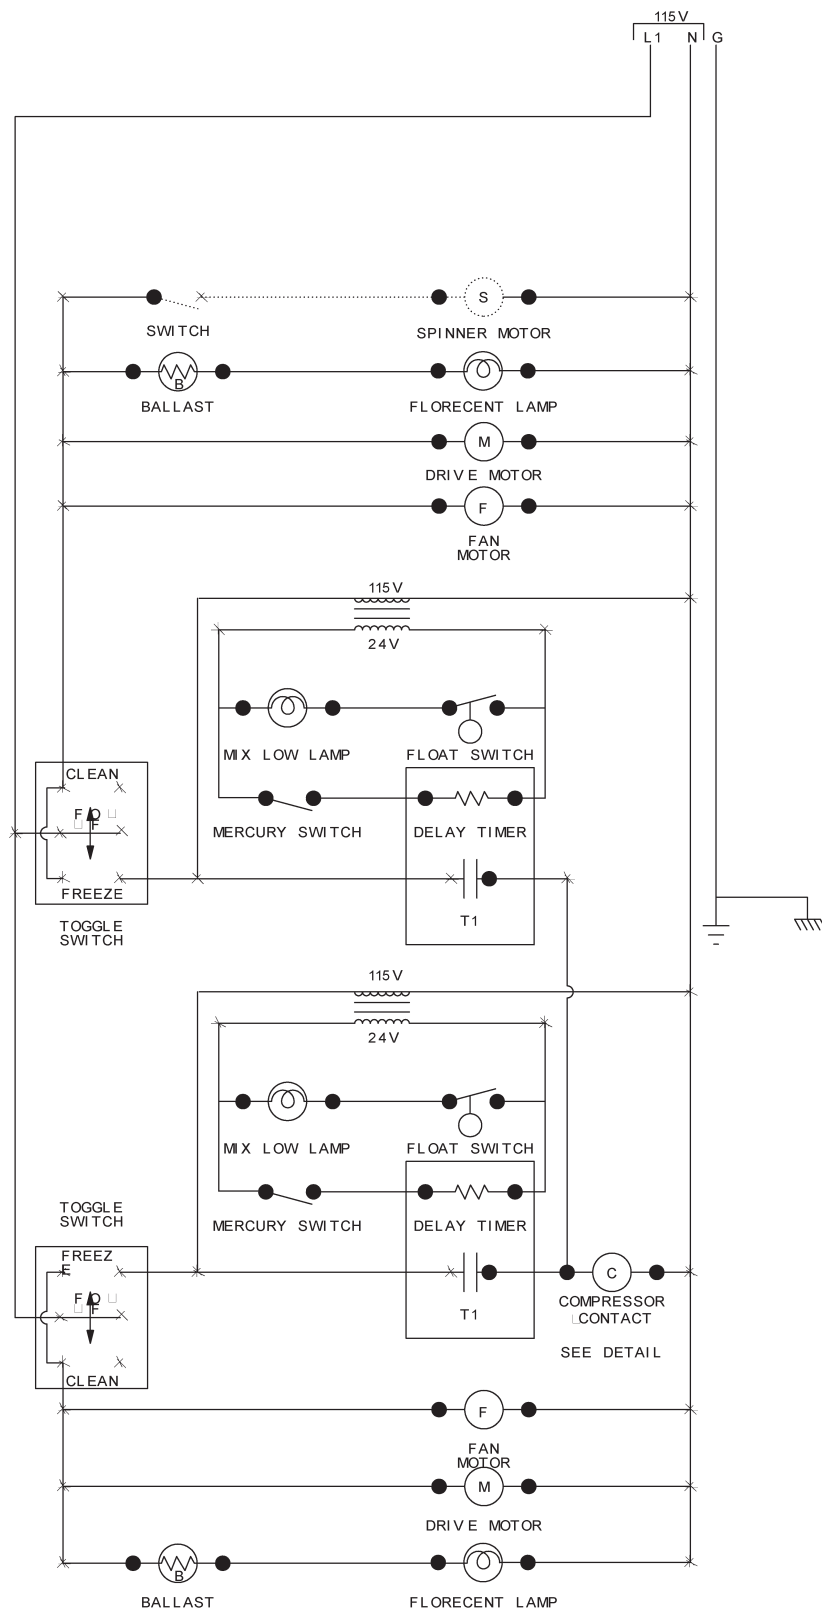 115V
L1 N G
S
SWITCH
SPINNER MOTOR
B
BALLAST
FLORECENT LAMP
M
DRIVE MOTOR
F
FAN
MOTOR
115V
24V
MIX LOW LAMP
FLOAT SWITCH
CLEAN
F O
F
MERCURY SWITCH
DELAY TIMER
FREEZE
T1
TOGGLE
SWITCH
115V
24V
MIX LOW LAMP
FLOAT SWITCH
TOGGLE
SWITCH
MERCURY SWITCH
DELAY TIMER
FREEZ
E
C
F O
F
T1
COMPRESSOR
CONTACT
SEE DETAIL
CLEAN
F
FAN
MOTOR
M
DRIVE MOTOR
B
BALLAST
FLORECENT LAMP